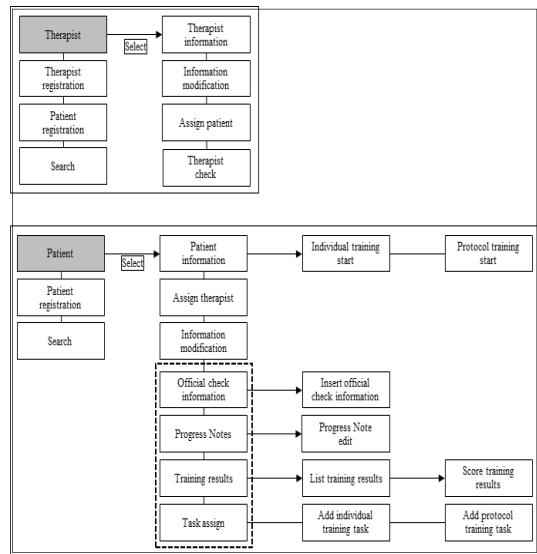 Therapist
Select
Therapist
information
Therapist
registration
Information
modification
Patient
registration
Assign patient
Search
Therapist
check
Patient
Select
Patient
information
Individual training
start
Protocol training
start
Patient
registration
Assign therapist
Search
Information
modification
Official check
information
Insert official
check information
Progress Notes
Progress Note
edit
Training results
List training results
Score training
results
Task assign
Add individual
training task
Add protocol
training task